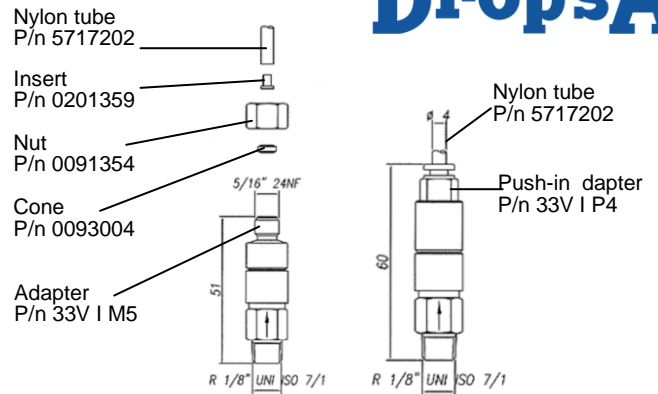 DropsA
Nylon tube
P/n 5717202
Insert
P/n 0201359
Nut
P/n 0091354
Cone
P/n 0093004
Adapter
P/n 33V I M5
5/16" 24NF
51
R 1/8" UNI ISO 7/1
Nylon tube
P/n 5717202
ø 4
Push-in dapter
P/n 33V I P4
60
R 1/8" UNI ISO 7/1